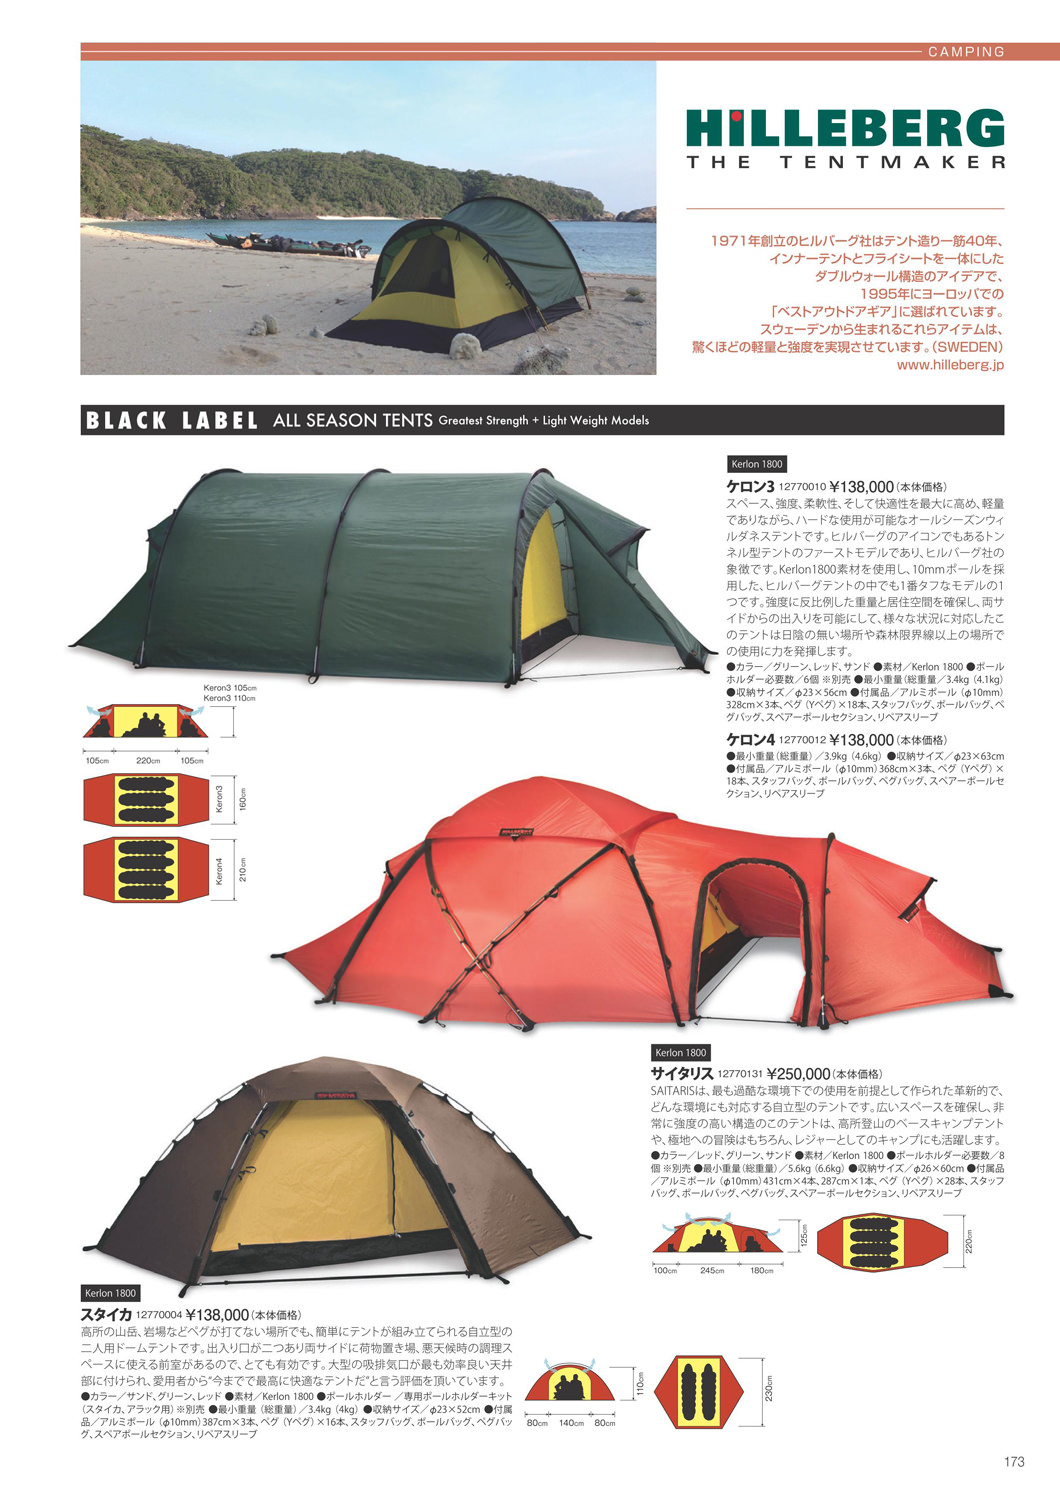 CAMPING
HILLEBERG
THE TENTMAKER
1971年創立のヒルバーグ社はテント造り一筋40年、
インナーテントとフライシートを一体にした
ダブルウォール構造のアイデアで、
1995年にヨーロッパでの
「ベストアウトドアギア」に選ばれています。
スウェーデンから生まれるこれらアイテムは、
驚くほどの軽量と強度を実現させています。（SWEDEN）
www.hilleberg.jp
BLACK LABEL ALL SEASON TENTS Greatest Strength + Light Weight Models
Kerlon 1800
ケロン3 12770010 ¥138,000（本体価格）
スペース、強度、柔軟性、そして快適性を最大に高め、軽量
でありながら、ハードな使用が可能なオールシーズンウィ
ルダネステントです。ヒルバーグのアイコンでもあるトン
ネル型テントのファーストモデルであり、ヒルバーグ社の
象徴です。Kerlon1800素材を使用し、10mmポールを採
用した、ヒルバーグテントの中でも1番タフなモデルの1
つです。強度に反比例した重量と居住空間を確保し、両サ
イドからの出入りを可能にして、様々な状況に対応したこ
のテントは日陰の無い場所や森林限界線以上の場所で
の使用に力を発揮します。
●カラー／グリーン、レッド、サンド ●素材／Kerlon 1800 ●ポール
ホルダー必要数／6個 ※別売 ●最小重量（総重量／3.4kg（4.1kg）
●収納サイズ／φ23×56cm ●付属品／アルミポール（φ10mm）
328cm×3本、ペグ（Yペグ）×18本、スタッフバッグ、ポールバッグ、ペ
グバッグ、スペアーポールセクション、リペアスリーブ
ケロン4 12770012 ¥138,000（本体価格）
●最小重量（総重量）／3.9kg（4.6kg）●収納サイズ／φ23×63cm
●付属品／アルミポール（φ10mm）368cm×3本、ペグ（Yペグ）×
18本、スタッフバッグ、ポールバッグ、ペグバッグ、スペアーポールセ
クション、リペアスリーブ
Keron3 105cm
Keron3 110cm
105cm 220cm 105cm
Keron3 160cm
Keron4 210cm
HILLEBERG
Kerlon 1800
サイタリス 12770131 ¥250,000（本体価格）
SAITARISは、最も過酷な環境下での使用を前提として作られた革新的で、
どんな環境にも対応する自立型のテントです。広いスペースを確保し、非
常に強度の高い構造のこのテントは、高所登山のベースキャンプテント
や、極地への冒険はもちろん、レジャーとしてのキャンプにも活躍します。
●カラー／レッド、グリーン、サンド ●素材／Kerlon 1800 ●ポールホルダー必要数／8
個 ※別売 ●最小重量（総重量）／5.6kg（6.6kg）●収納サイズ／φ26×60cm ●付属品
／アルミポール（φ10mm）431cm×4本、287cm×1本、ペグ（Yペグ）×28本、スタッフ
バッグ、ポールバッグ、ペグバッグ、スペアーポールセクション、リペアスリーブ
125cm
100cm 245cm 180cm
220cm
Kerlon 1800
スタイカ 12770004 ¥138,000（本体価格）
高所の山岳、岩場などペグが打てない場所でも、簡単にテントが組み立てられる自立型の
二人用ドームテントです。出入り口が二つあり両サイドに荷物置き場、悪天候時の調理ス
ペースに使える前室があるので、とても有効です。大型の吸排気口が最も効率良い天井
部に付けられ、愛用者から“今までで最高に快適なテントだ”と言う評価を頂いています。
●カラー／サンド、グリーン、レッド ●素材／Kerlon 1800 ●ポールホルダー ／専用ポールホルダーキット
（スタイカ、アラック用）※別売 ●最小重量（総重量）／3.4kg（4kg）●収納サイズ／φ23×52cm ●付属
品／アルミポール（φ10mm）387cm×3本、ペグ（Yペグ）×16本、スタッフバッグ、ポールバッグ、ペグバッ
グ、スペアポールセクション、リペアスリーブ
110cm
80cm 140cm 80cm
230cm
173